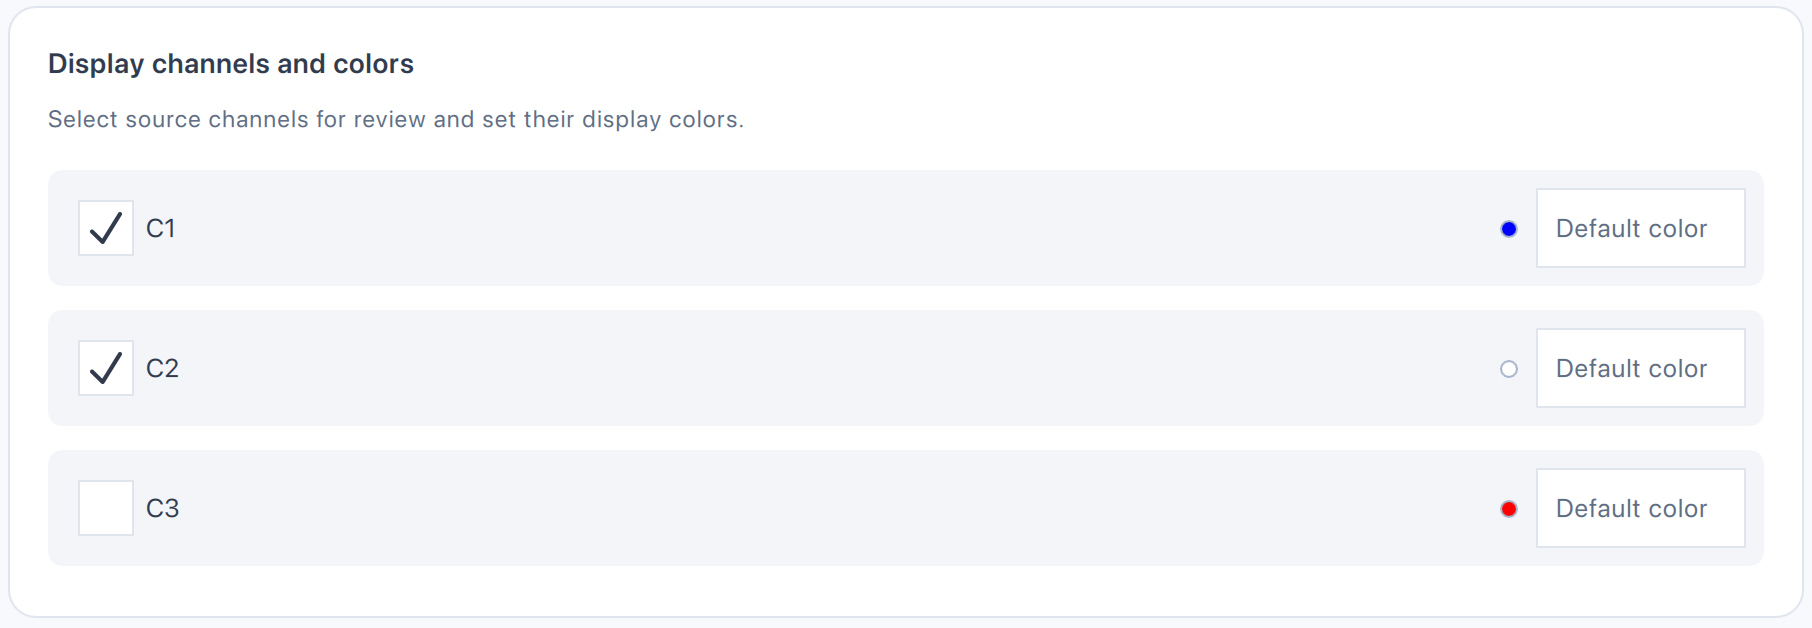 Display channels and colors
Select source channels for review and set their display colors.
C1 Default color
C2 Default color
C3 Default color